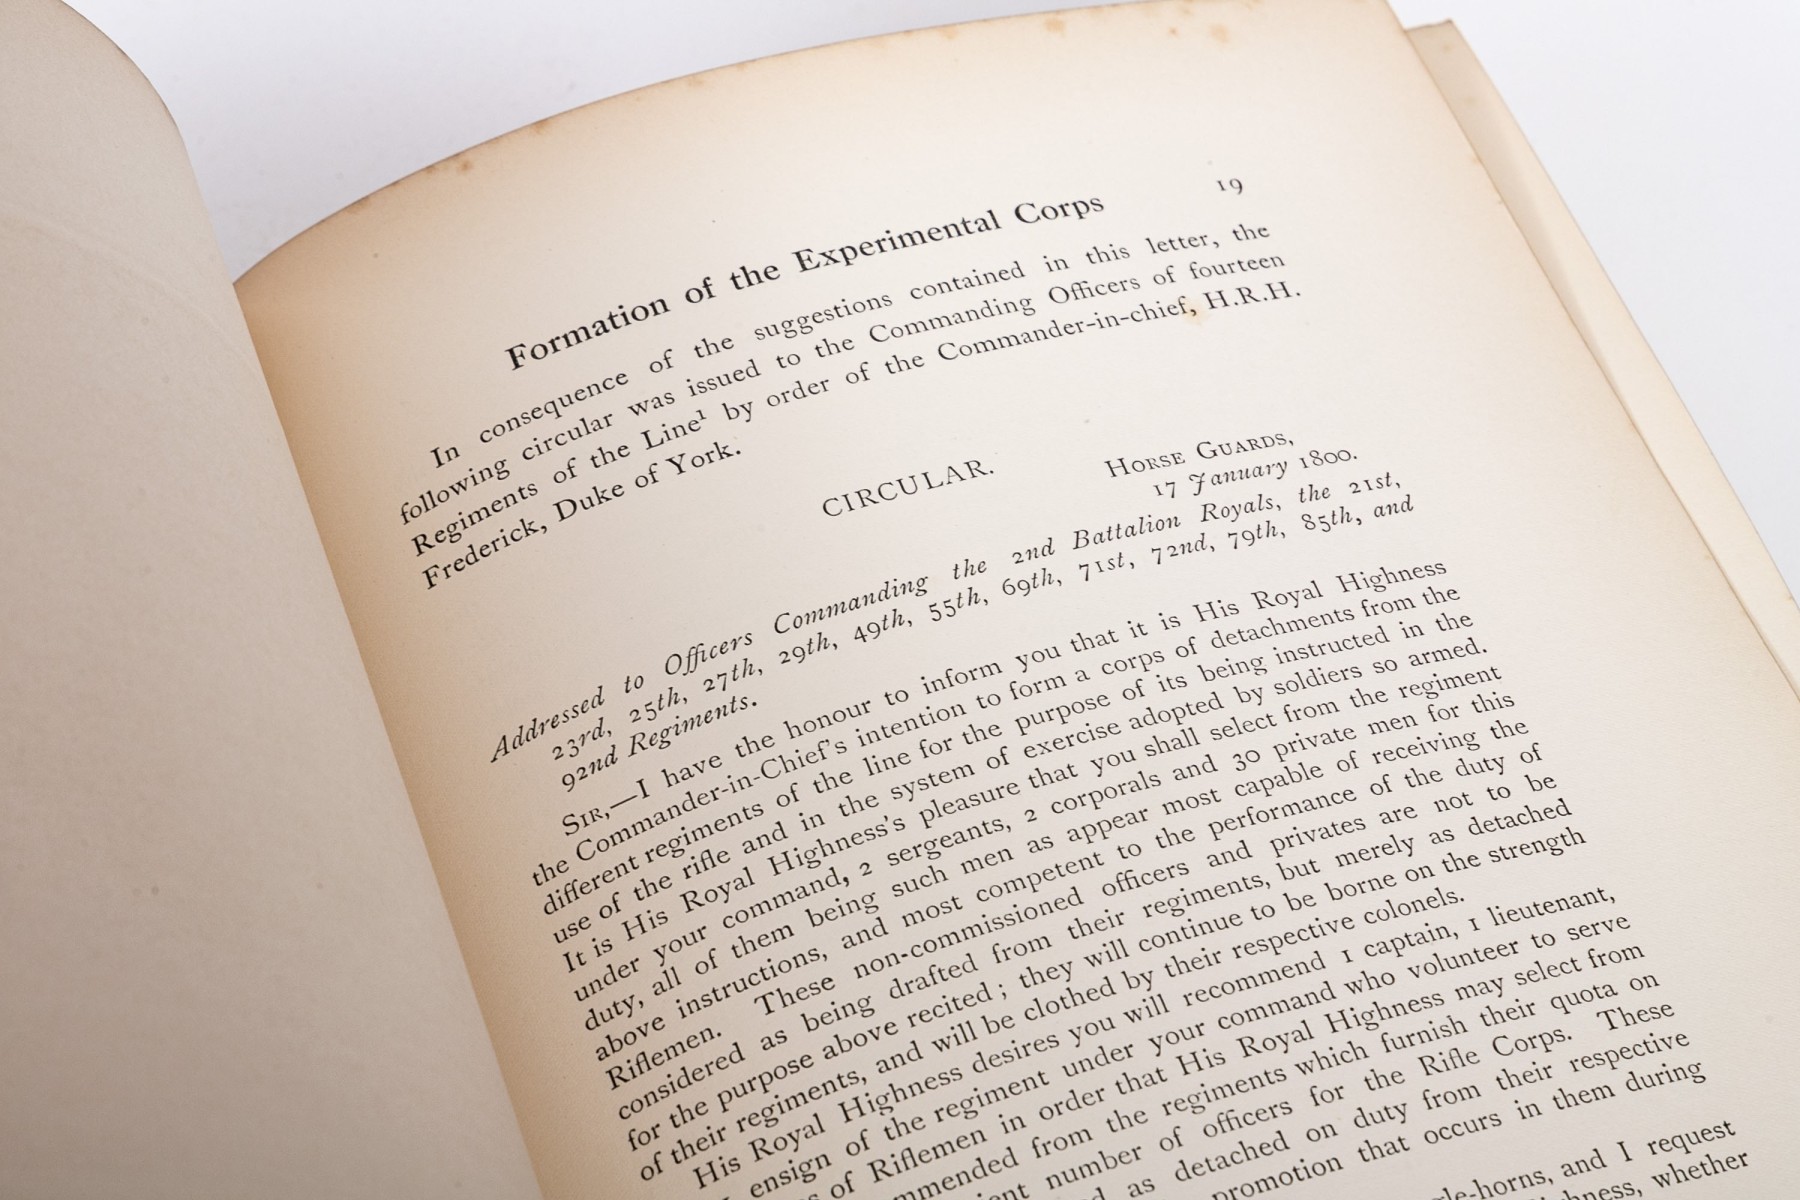 19
Formation of the Experimental Corps
In consequence of the suggestions contained in this letter, the
following circular was issued to the Commanding Officers of fourteen
Regiments of the Line¹ by order of the Commander-in-chief, H.R.H.
Frederick, Duke of York.
CIRCULAR.
HORSE GUARDS,
17 January 1800.
Addressed to Officers Commanding the 2nd Battalion Royals, the 21st,
23rd, 25th, 27th, 29th, 49th, 55th, 69th, 71st, 72nd, 79th, 85th, and
92nd Regiments.
SIR,—I have the honour to inform you that it is His Royal Highness
the Commander-in-Chief's intention to form a corps of detachments from the
different regiments of the line for the purpose of its being instructed in the
use of the rifle and in the system of exercise adopted by soldiers so armed.
It is His Royal Highness's pleasure that you shall select from the regiment
under your command, 2 sergeants, 2 corporals and 30 private men for this
duty, all of them being such men as appear most capable of receiving the
above instructions, and most competent to the performance of the duty of
Riflemen. These non-commissioned officers and privates are not to be
considered as being drafted from their regiments, but merely as detached
for the purpose above recited; they will continue to be borne on the strength
of their regiments, and will be clothed by their respective colonels.
His Royal Highness desires you will recommend 1 captain, 1 lieutenant,
ensign of the regiment under your command who volunteer to serve
of Riflemen in order that His Royal Highness may select from
mmended from the regiments which furnish their quota on
ient number of officers for the Rifle Corps. These
as detached on duty from their respective
promotion that occurs in them during
gle-horns, and I request
hness, whether